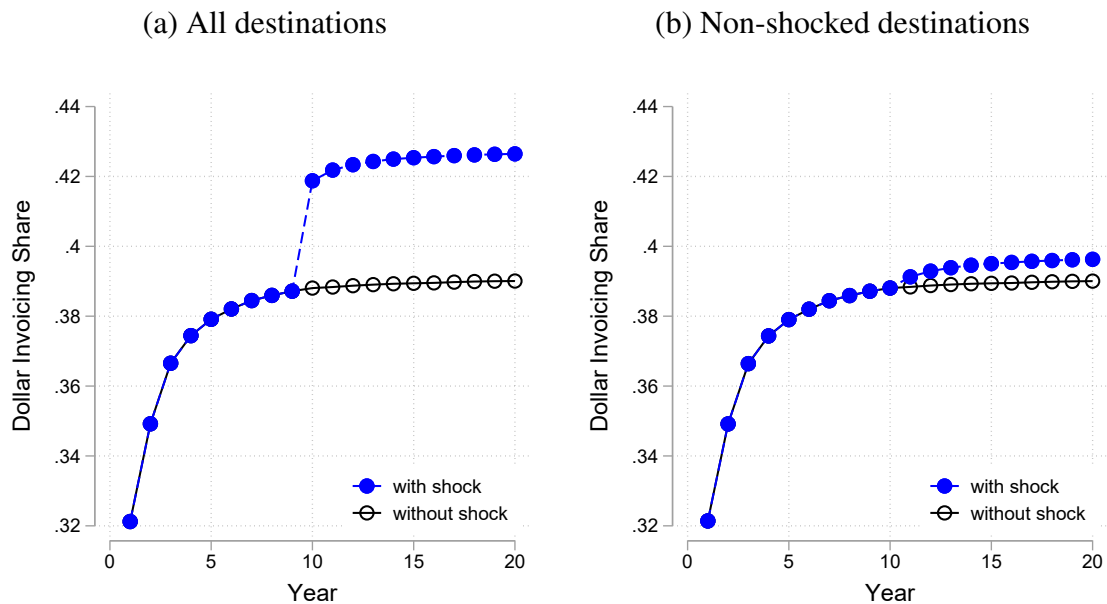 (a) All destinations
.44
.42
.4
.38
.36
.34
.32
Dollar Invoicing Share
0
5
10
15
20
Year
with shock
without shock
(b) Non-shocked destinations
.44
.42
.4
.38
.36
.34
.32
Dollar Invoicing Share
0
5
10
15
20
Year
with shock
without shock